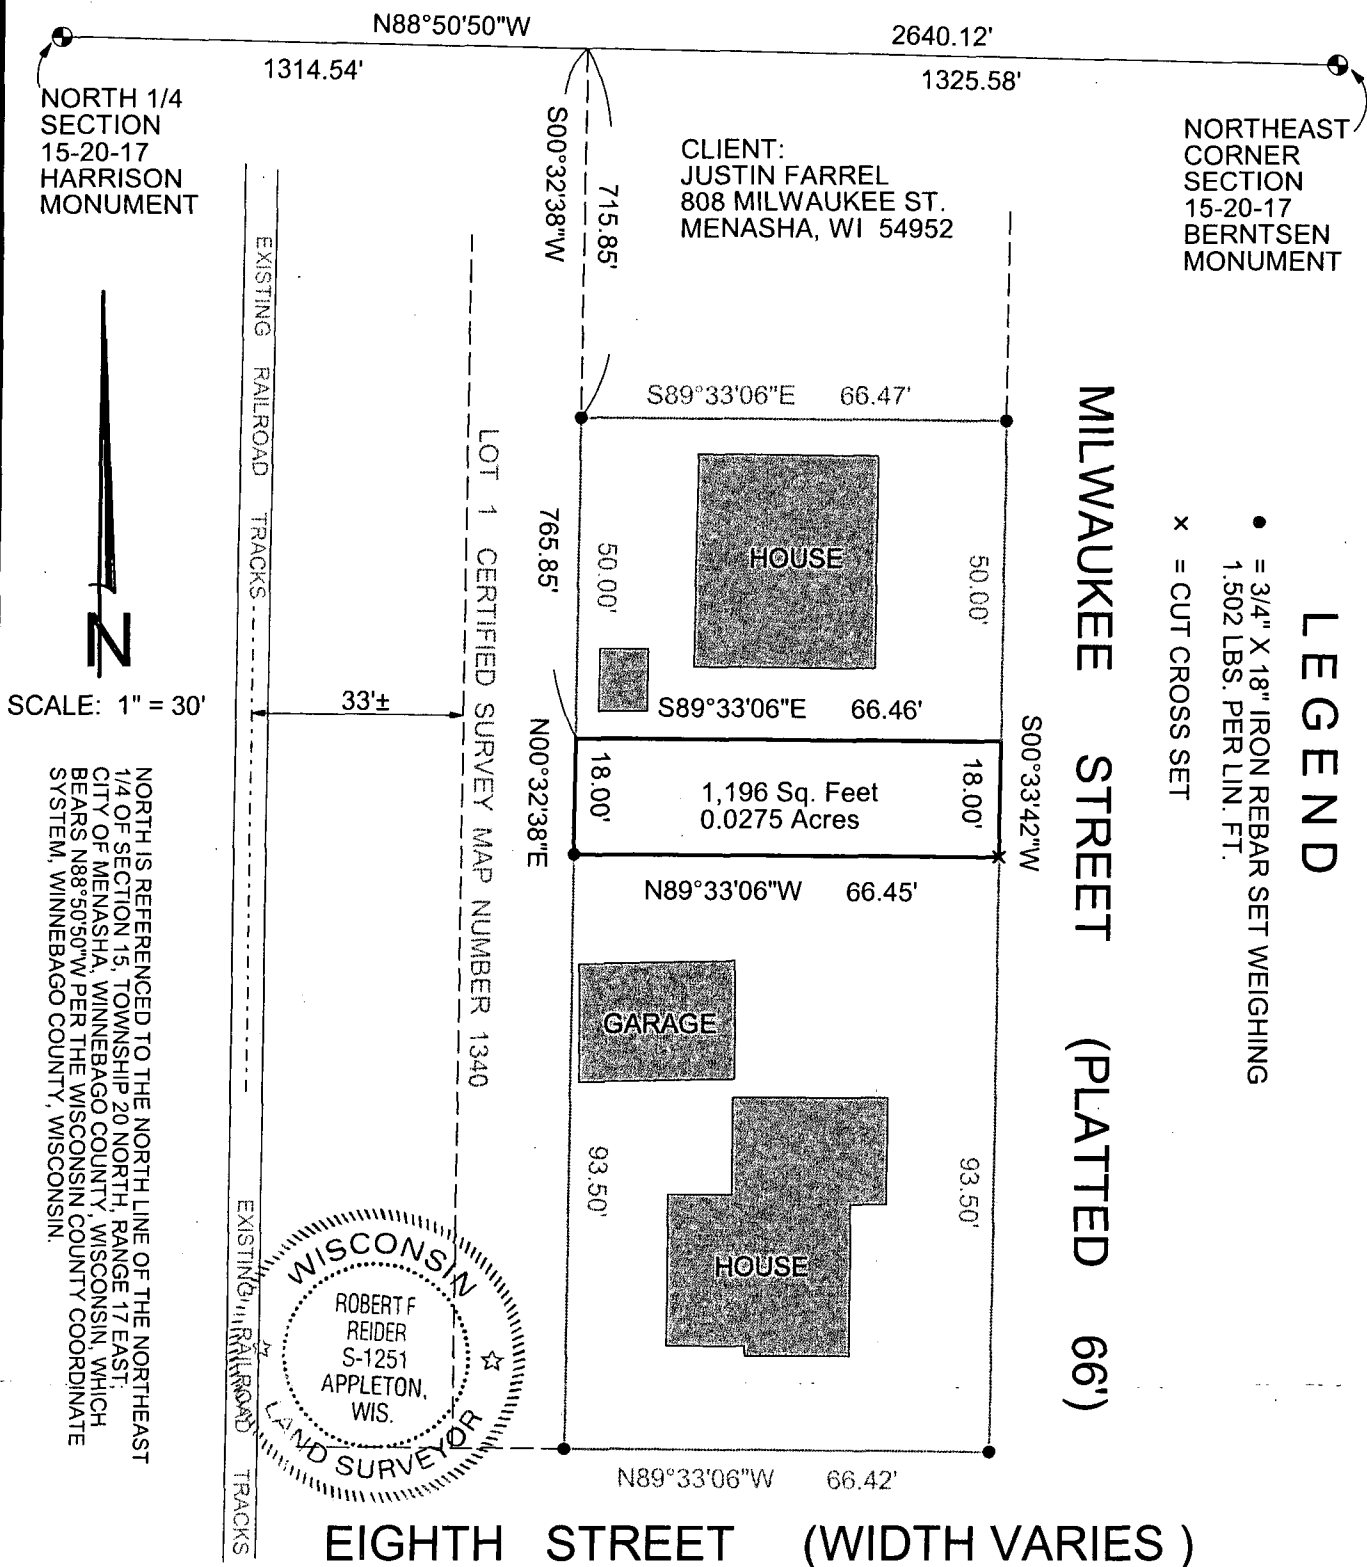 N88°50'50"W
2640.12'
1314.54'
1325.58'
NORTH 1/4
SECTION
15-20-17
HARRISON
MONUMENT
S00°32'38"W
715.85'
CLIENT:
JUSTIN FARREL
808 MILWAUKEE ST.
MENASHA, WI 54952
NORTHEAST
CORNER
SECTION
15-20-17
BERNTSEN
MONUMENT
EXISTING RAILROAD TRACKS
LOT 1 CERTIFIED SURVEY MAP NUMBER 1340
S89°33'06"E 66.47'
HOUSE
50.00'
50.00'
765.85'
MILWAUKEE STREET (PLATTED 66')
LEGEND
● = 3/4" X 18" IRON REBAR SET WEIGHING
1.502 LBS. PER LIN. FT.
x = CUT CROSS SET
N
SCALE: 1" = 30'
33'±
S89°33'06"E 66.46'
N00°32'38"E
18.00'
1,196 Sq. Feet
0.0275 Acres
18.00'
S00°33'42"W
N89°33'06"W 66.45'
GARAGE
93.50'
93.50'
HOUSE
NORTH IS REFERENCED TO THE NORTH LINE OF THE NORTHEAST
1/4 OF SECTION 15, TOWNSHIP 20 NORTH, RANGE 17 EAST,
CITY OF MENASHA, WINNEBAGO COUNTY, WISCONSIN, WHICH
BEARS N88°50'50"W PER THE WISCONSIN COUNTY COORDINATE
SYSTEM, WINNEBAGO COUNTY, WISCONSIN.
EXISTING RAILROAD TRACKS
WISCONSIN
ROBERT F
REIDER
S-1251
APPLETON,
WIS.
LAND SURVEYOR
N89°33'06"W 66.42'
EIGHTH STREET (WIDTH VARIES )